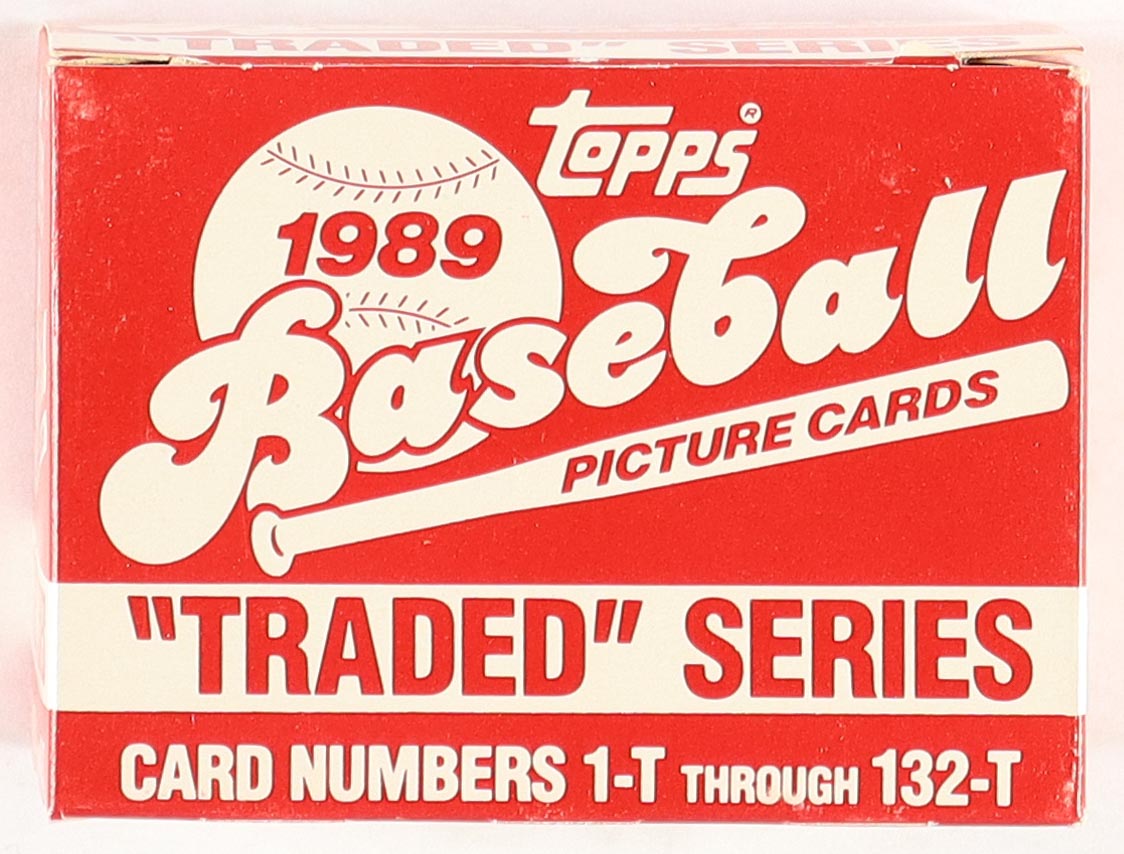 "TRADED" SERIES
TOPPS®
1989
Baseball
PICTURE CARDS
"TRADED" SERIES
CARD NUMBERS 1-T THROUGH 132-T